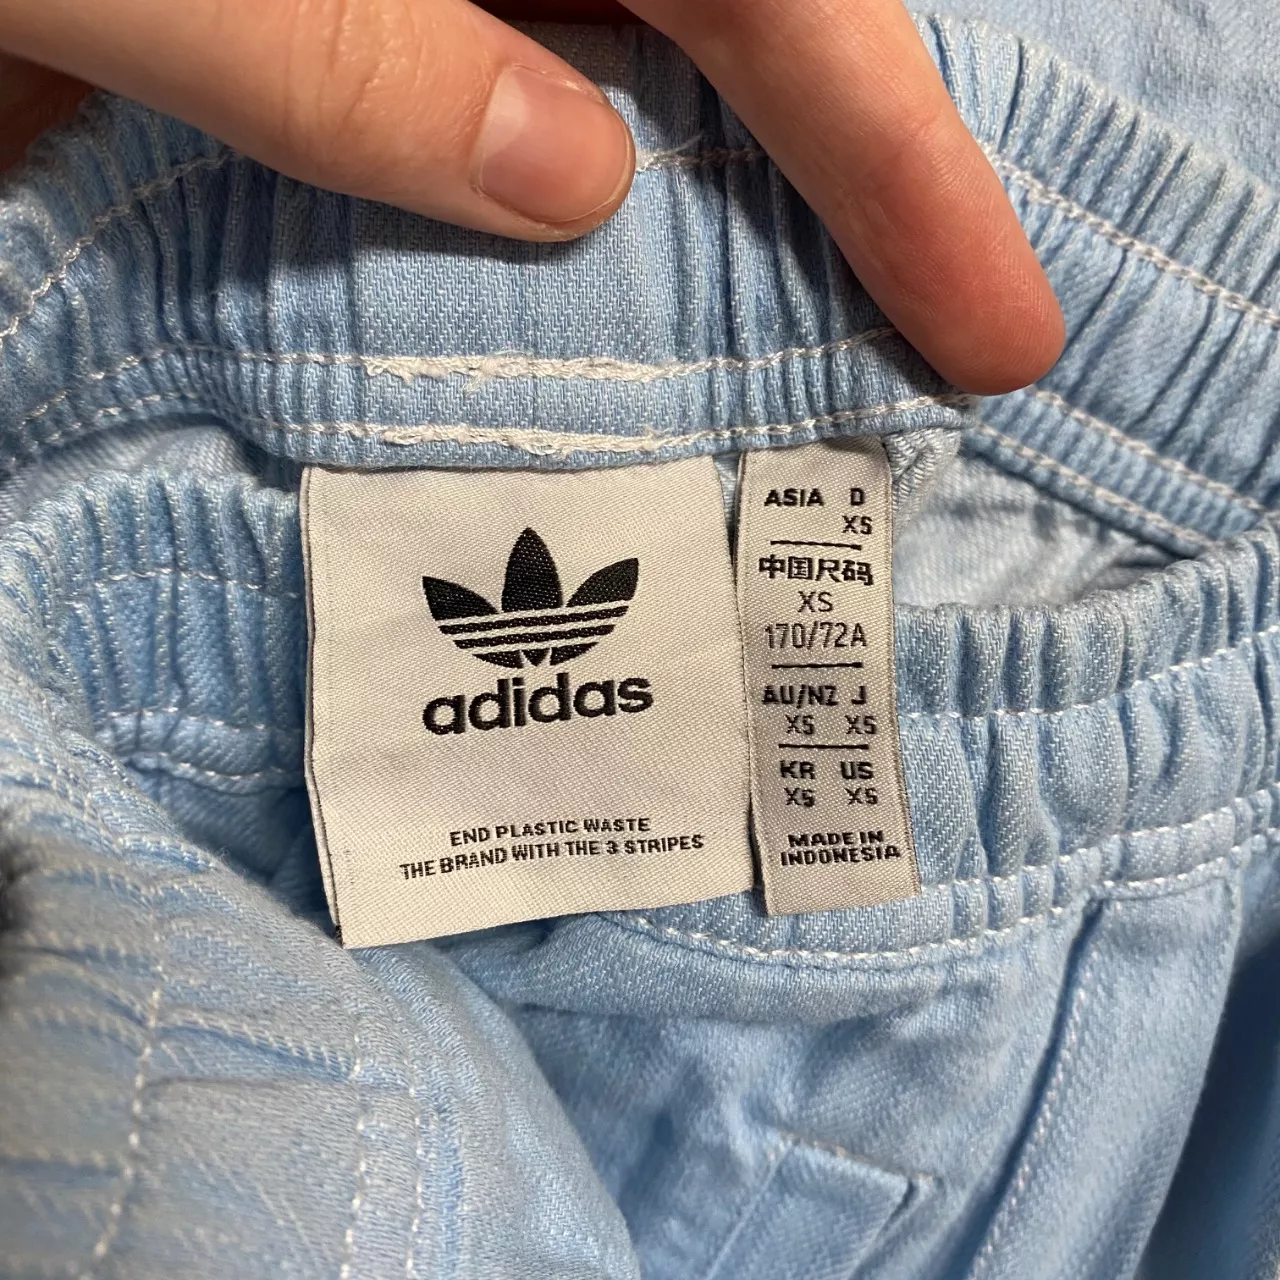 adidas
END PLASTIC WASTE
THE BRAND WITH THE 3 STRIPES
ASIA D
XS
中国尺码
XS
170/72A
AU/NZ J
XS XS
KR US
XS XS
MADE IN
INDONESIA